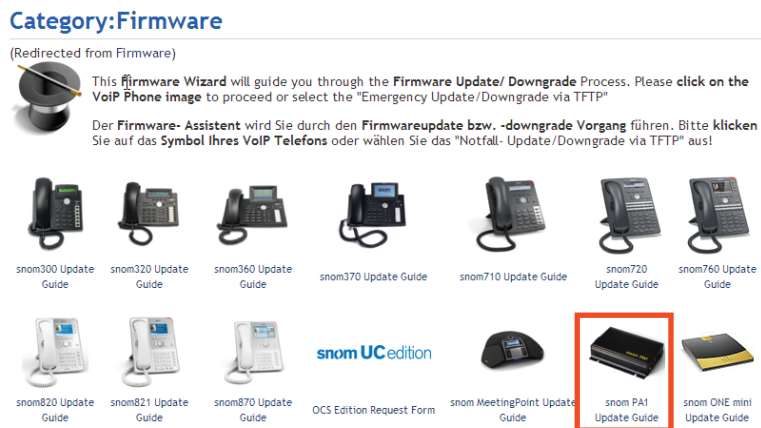 Category:Firmware
(Redirected from Firmware)
This Firmware Wizard will guide you through the Firmware Update/ Downgrade Process. Please click on the
VoiP Phone image to proceed or select the "Emergency Update/Downgrade via TFTP"
Der Firmware- Assistent wird Sie durch den Firmwareupdate bzw. -downgrade Vorgang führen. Bitte klicken
Sie auf das Symbol Ihres VoIP Telefons oder wählen Sie das "Notfall- Update/Downgrade via TFTP" aus!
snom300 Update
Guide
snom320 Update
Guide
snom360 Update
Guide
snom370 Update Guide
snom710 Update Guide
snom720
Update Guide
snom760 Update
Guide
snom UC edition
snom820 Update
Guide
snom821 Update
Guide
snom870 Update
Guide
OCS Edition Request Form
snom MeetingPoint Update
Guide
snom PA1
Update Guide
snom ONE mini
Update Guide